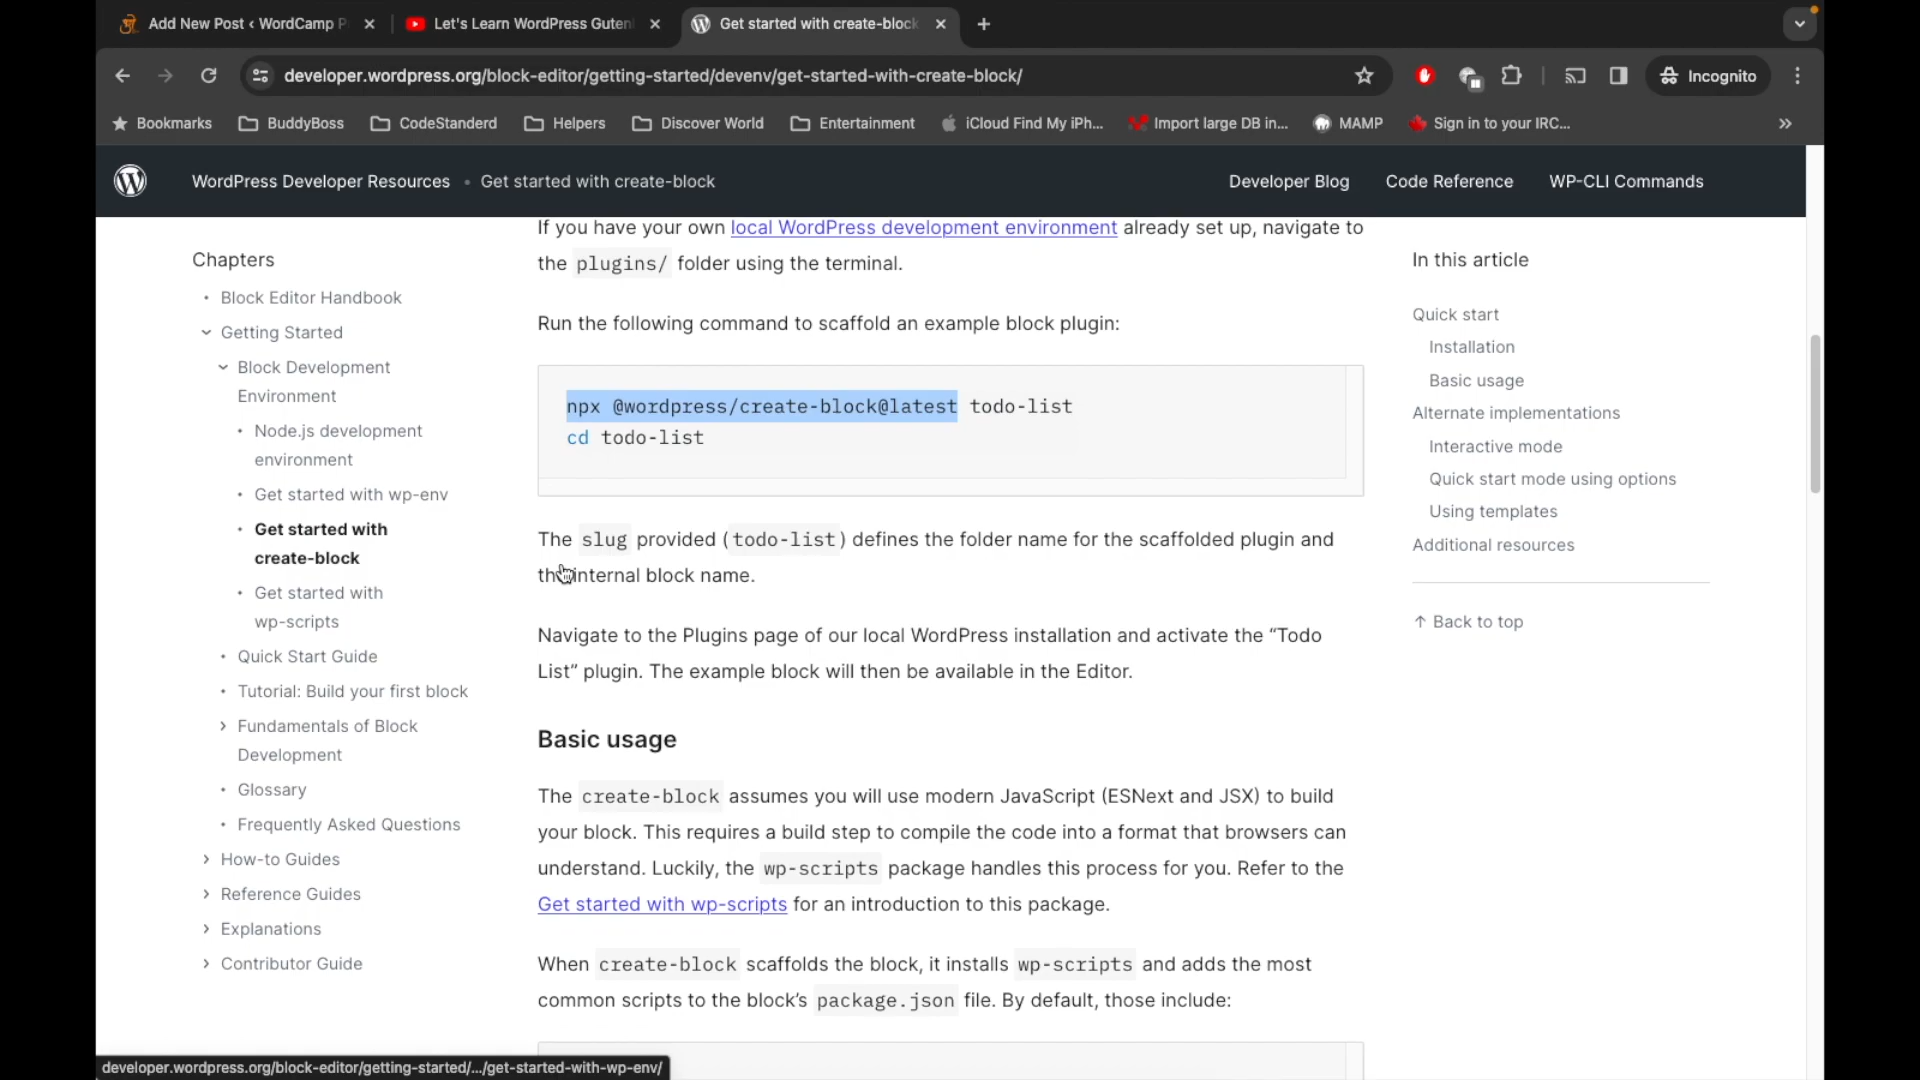 Add New Post ‹ WordCamp P
Let's Learn WordPress Guten
Get started with create-block
developer.wordpress.org/block-editor/getting-started/devenv/get-started-with-create-block/
Incognito
Bookmarks
BuddyBoss
CodeStanderd
Helpers
Discover World
Entertainment
iCloud Find My iPh...
Import large DB in...
MAMP
Sign in to your IRC...
»
WordPress Developer Resources • Get started with create-block
Developer Blog
Code Reference
WP-CLI Commands
Chapters
Block Editor Handbook
Getting Started
Block Development
Environment
Node.js development
environment
Get started with wp-env
Get started with
create-block
Get started with
wp-scripts
Quick Start Guide
Tutorial: Build your first block
Fundamentals of Block
Development
Glossary
Frequently Asked Questions
How-to Guides
Reference Guides
Explanations
Contributor Guide
If you have your own local WordPress development environment already set up, navigate to
the plugins/ folder using the terminal.
Run the following command to scaffold an example block plugin:
npx @wordpress/create-block@latest todo-list
cd todo-list
The slug provided (todo-list) defines the folder name for the scaffolded plugin and
the internal block name.
Navigate to the Plugins page of our local WordPress installation and activate the “Todo
List” plugin. The example block will then be available in the Editor.
Basic usage
The create-block assumes you will use modern JavaScript (ESNext and JSX) to build
your block. This requires a build step to compile the code into a format that browsers can
understand. Luckily, the wp-scripts package handles this process for you. Refer to the
Get started with wp-scripts for an introduction to this package.
When create-block scaffolds the block, it installs wp-scripts and adds the most
common scripts to the block’s package.json file. By default, those include:
In this article
Quick start
Installation
Basic usage
Alternate implementations
Interactive mode
Quick start mode using options
Using templates
Additional resources
↑ Back to top
developer.wordpress.org/block-editor/getting-started/.../get-started-with-wp-env/